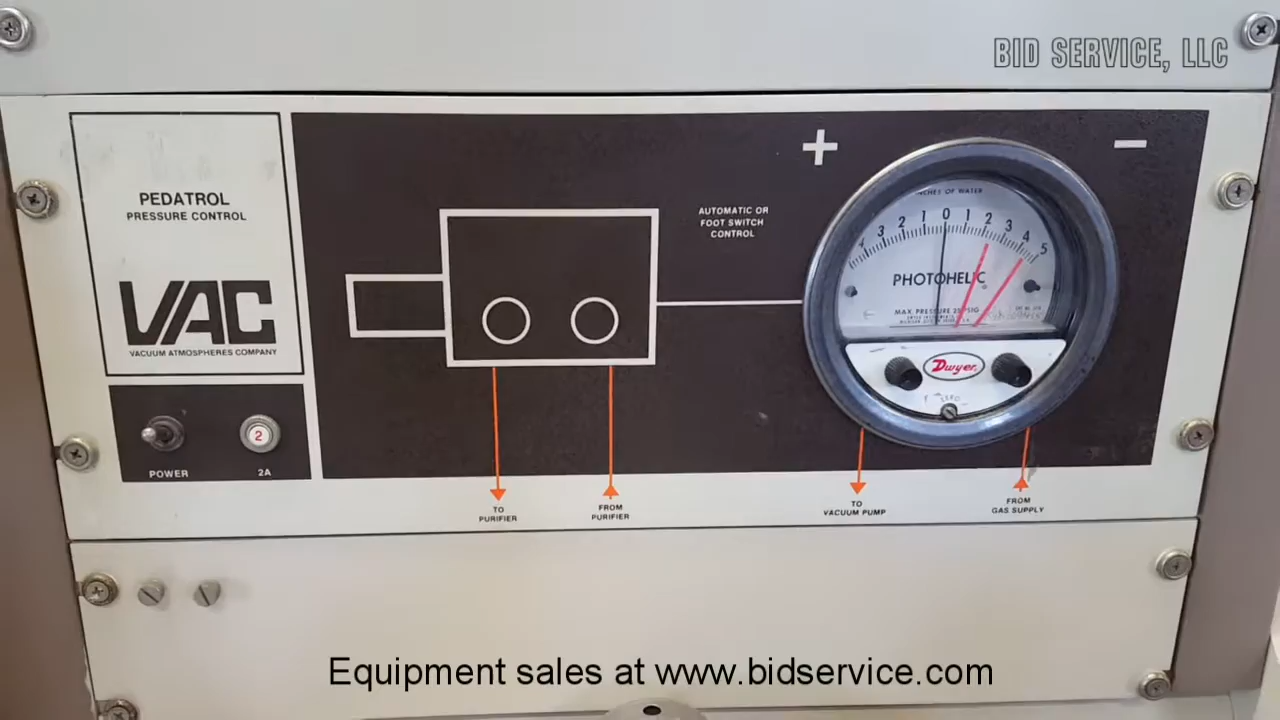 BID SERVICE, LLC
PEDATROL
PRESSURE CONTROL
VAC
VACUUM ATMOSPHERES COMPANY
POWER
2
2A
AUTOMATIC OR
FOOT SWITCH
CONTROL
+
−
INCHES OF WATER
4 3 2 1 0 1 2 3 4 5
PHOTOHELIC
MAX. PRESSURE 25 PSIG
Dwyer
ZERO
TO
PURIFIER
FROM
PURIFIER
TO
VACUUM PUMP
FROM
GAS SUPPLY
Equipment sales at www.bidservice.com